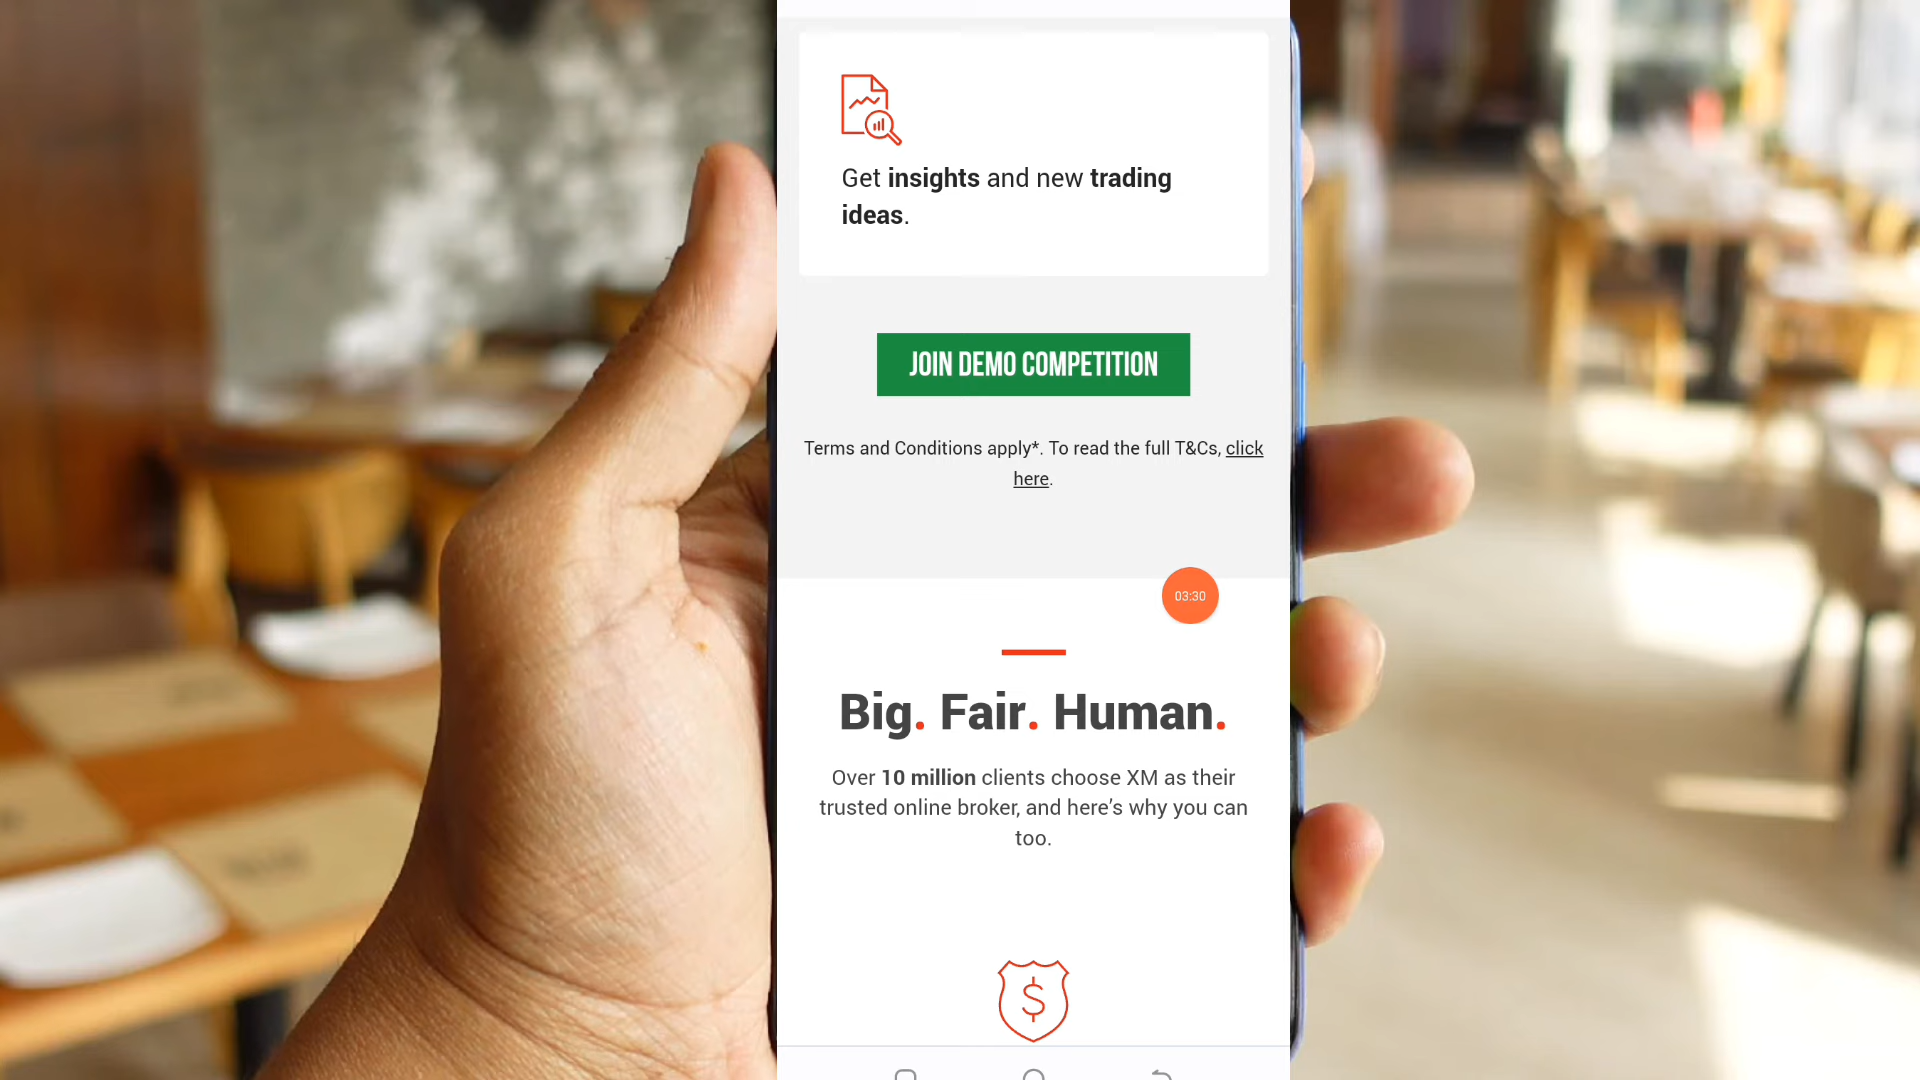 Get insights and new trading
ideas.
JOIN DEMO COMPETITION
Terms and Conditions apply*. To read the full T&Cs, click
here.
03:30
Big. Fair. Human.
Over 10 million clients choose XM as their
trusted online broker, and here’s why you can
too.